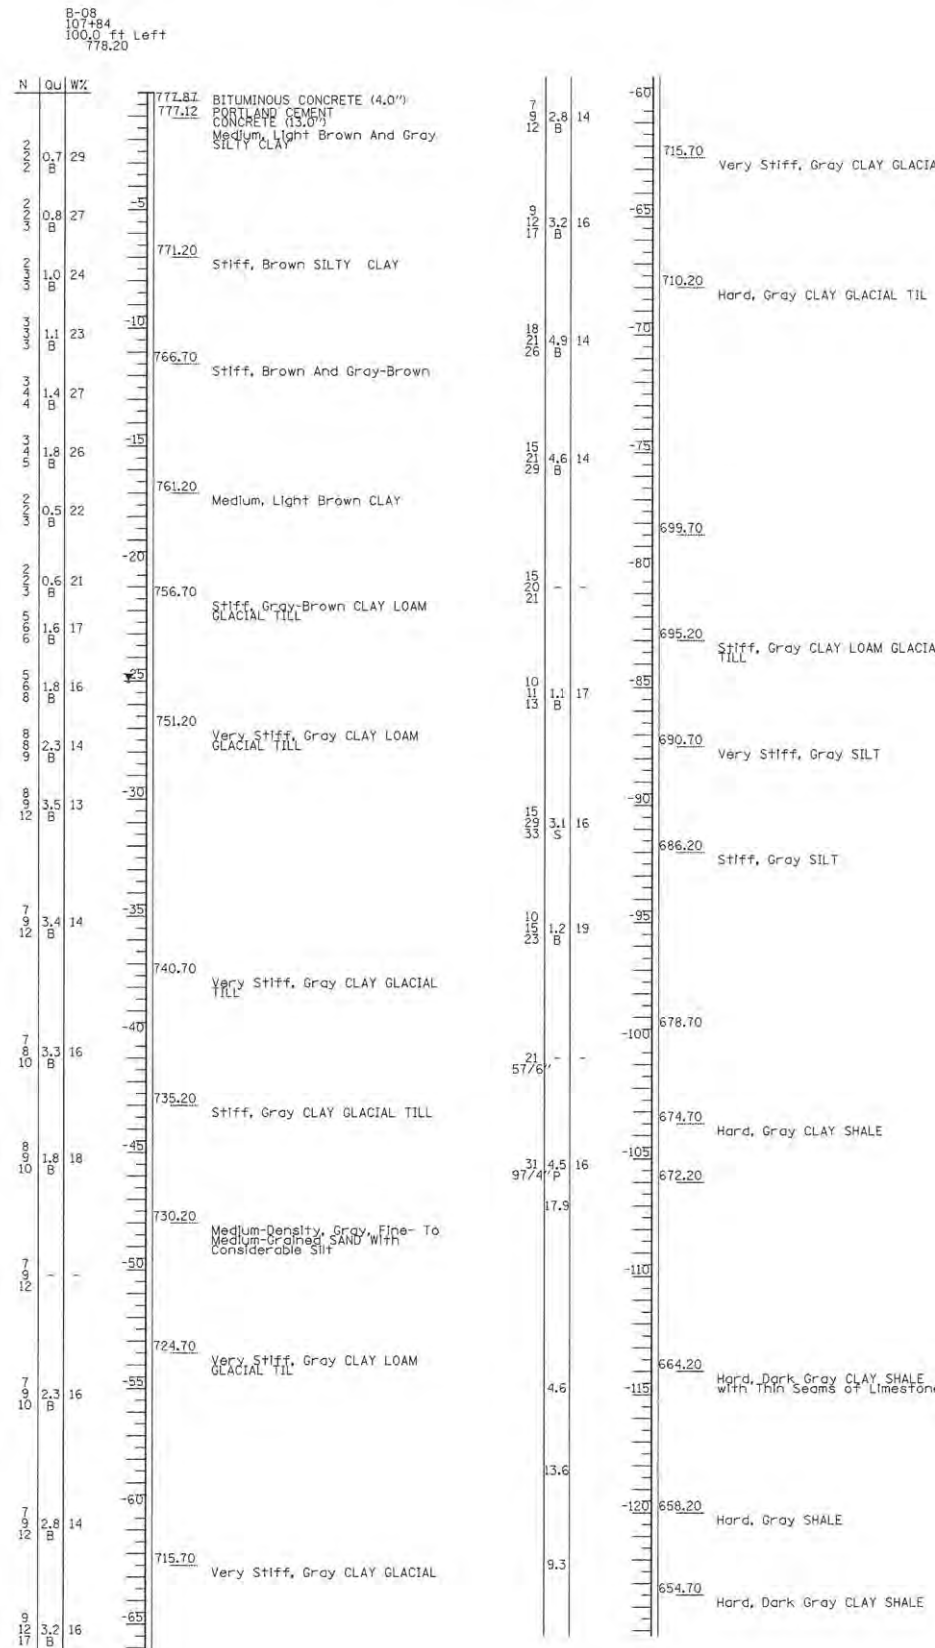 B-08
107+84
100.0 ft Left
778.20
N Qu W%
777.87 BITUMINOUS CONCRETE (4.0")
777.12 PORTLAND CEMENT
CONCRETE (13.0")
Medium, Light Brown And Gray
SILTY CLAY
2
2 0.7 29
2 B
-5
2
2 0.8 27
3 B
771.20
Stiff, Brown SILTY CLAY
2
3 1.0 24
3 B
-10
3
3 1.1 23
3 B
766.70
Stiff, Brown And Gray-Brown
3
4 1.4 27
4 B
-15
3
4 1.8 26
5 B
761.20
Medium, Light Brown CLAY
2
2 0.5 22
3 B
-20
2
2 0.6 21
3 B
756.70
Stiff, Gray-Brown CLAY LOAM
GLACIAL TILL
5
6 1.6 17
6 B
-25
5
6 1.8 16
8 B
751.20
Very Stiff, Gray CLAY LOAM
GLACIAL TILL
8
8 2.3 14
9 B
-30
8
9 3.5 13
12 B
-35
7
9 3.4 14
12 B
740.70
Very Stiff, Gray CLAY GLACIAL
TILL
-40
7
8 3.3 16
10 B
735.20
Stiff, Gray CLAY GLACIAL TILL
-45
8
9 1.8 18
10 B
730.20
Medium-Density, Gray, Fine- To
Medium-Grained SAND With
Considerable Silt
-50
7
9 - -
12
724.70
Very Stiff, Gray CLAY LOAM
GLACIAL TIL
-55
7
9 2.3 16
10 B
-60
7
9 2.8 14
12 B
715.70
Very Stiff, Gray CLAY GLACIAL
-65
9
12 3.2 16
17 B
-60
7
9 2.8 14
12 B
715.70
Very Stiff, Gray CLAY GLACIA
-65
9
12 3.2 16
17 B
710.20
Hard, Gray CLAY GLACIAL TIL
-70
18
21 4.9 14
26 B
-75
15
21 4.6 14
29 B
699.70
-80
15
20 - -
21
695.20
Stiff, Gray CLAY LOAM GLACIA
TILL
-85
10
11 1.1 17
13 B
690.70
Very Stiff, Gray SILT
-90
15
29 3.1 16
33 S
686.20
Stiff, Gray SILT
-95
10
15 1.2 19
23 B
-100 678.70
21 - -
57/6"
674.70
Hard, Gray CLAY SHALE
-105
31 4.5 16
97/4" P
672.20
17.9
-110
664.20
Hard, Dark Gray CLAY SHALE
with Thin Seams of Limestone
-115
4.6
13.6
-120 658.20
Hard, Gray SHALE
9.3
654.70
Hard, Dark Gray CLAY SHALE